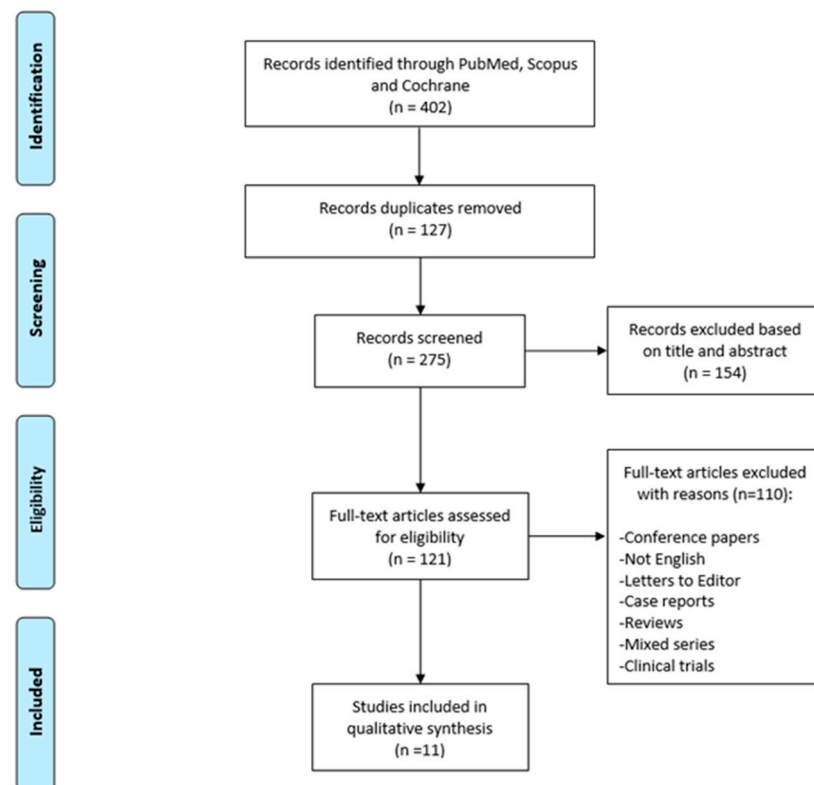 Identification
Records identified through PubMed, Scopus
and Cochrane
(n = 402)
Records duplicates removed
(n = 127)
Screening
Records screened
(n = 275)
Records excluded based
on title and abstract
(n = 154)
Eligibility
Full-text articles assessed
for eligibility
(n = 121)
Full-text articles excluded
with reasons (n=110):
-Conference papers
-Not English
-Letters to Editor
-Case reports
-Reviews
-Mixed series
-Clinical trials
Included
Studies included in
qualitative synthesis
(n =11)